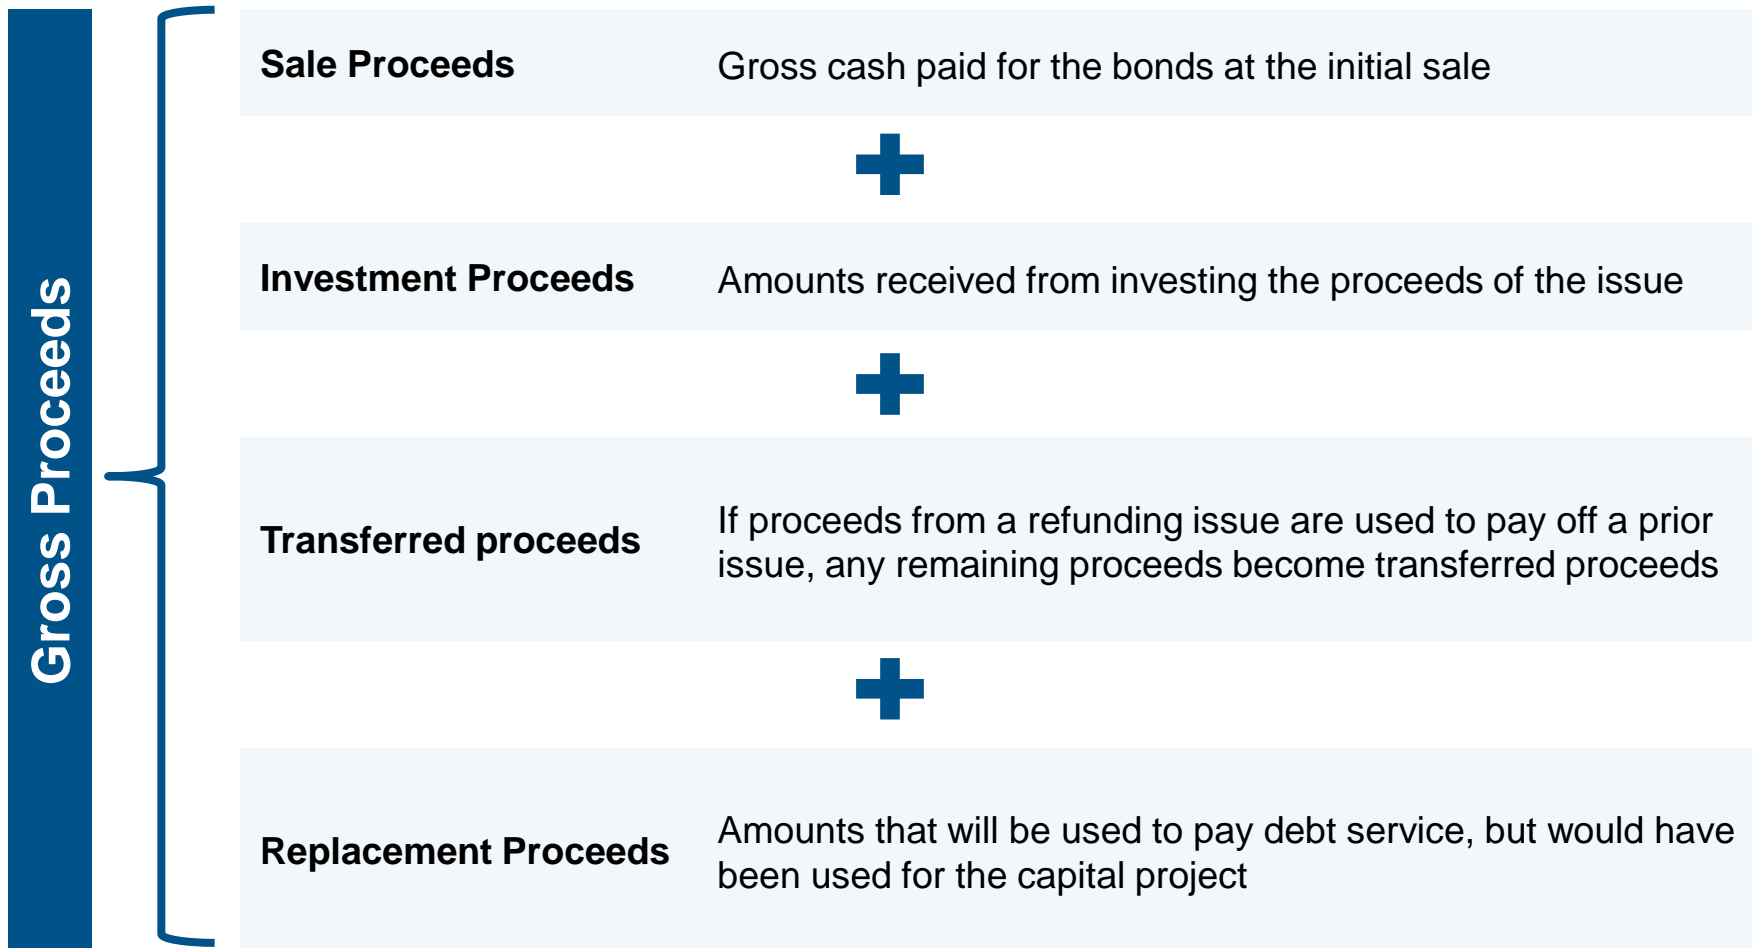 Gross Proceeds
Sale Proceeds
Gross cash paid for the bonds at the initial sale
Investment Proceeds
Amounts received from investing the proceeds of the issue
Transferred proceeds
If proceeds from a refunding issue are used to pay off a prior
issue, any remaining proceeds become transferred proceeds
Replacement Proceeds
Amounts that will be used to pay debt service, but would have
been used for the capital project